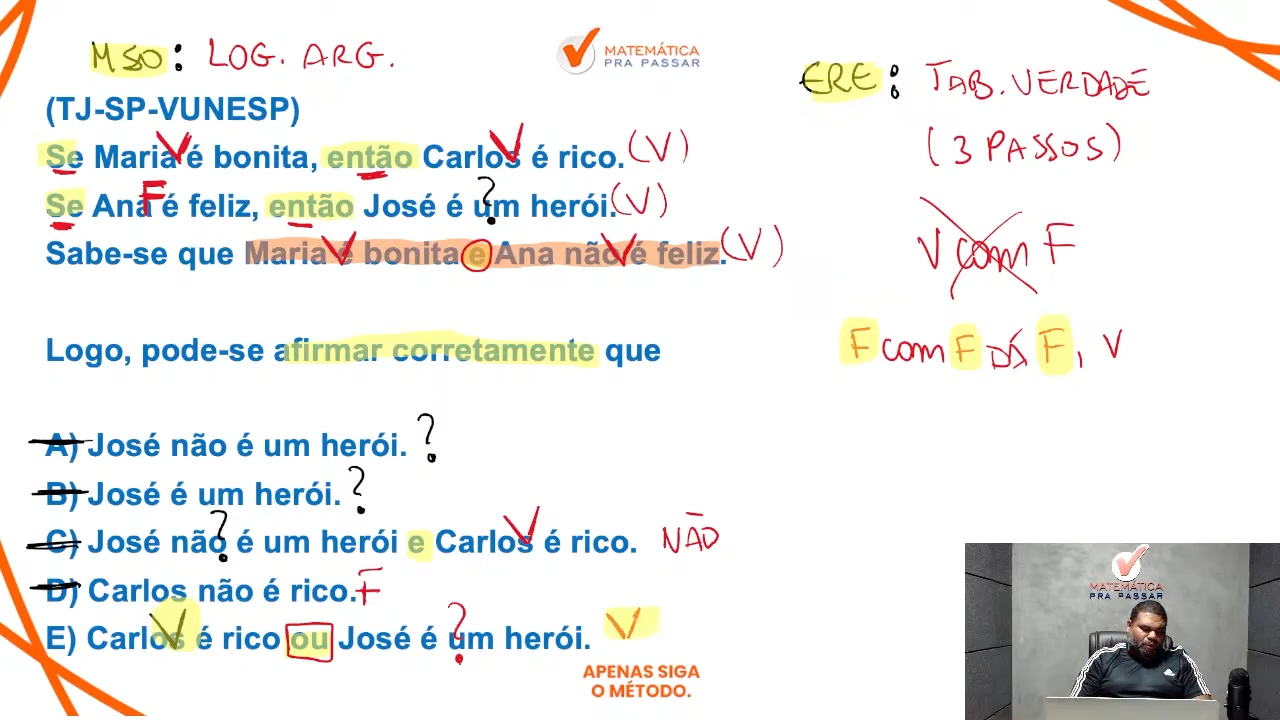 MSO: LOG. ARG.
MATEMÁTICA
PRA PASSAR
ERE: TAB. VERDADE
(3 PASSOS)
(TJ-SP-VUNESP)
V V
Se Maria é bonita, então Carlos é rico. (V)
F ?
Se Ana é feliz, então José é um herói. (V)
V V
Sabe-se que Maria é bonita e Ana não é feliz. (V)
V com F
F com F DÁ F, V
Logo, pode-se afirmar corretamente que
A) José não é um herói. ?
B) José é um herói. ?
? V
C) José não é um herói e Carlos é rico. NÃO
D) Carlos não é rico. F
V ?
E) Carlos é rico ou José é um herói. V
APENAS SIGA
O MÉTODO.
MATEMÁTICA
PRA PASSAR